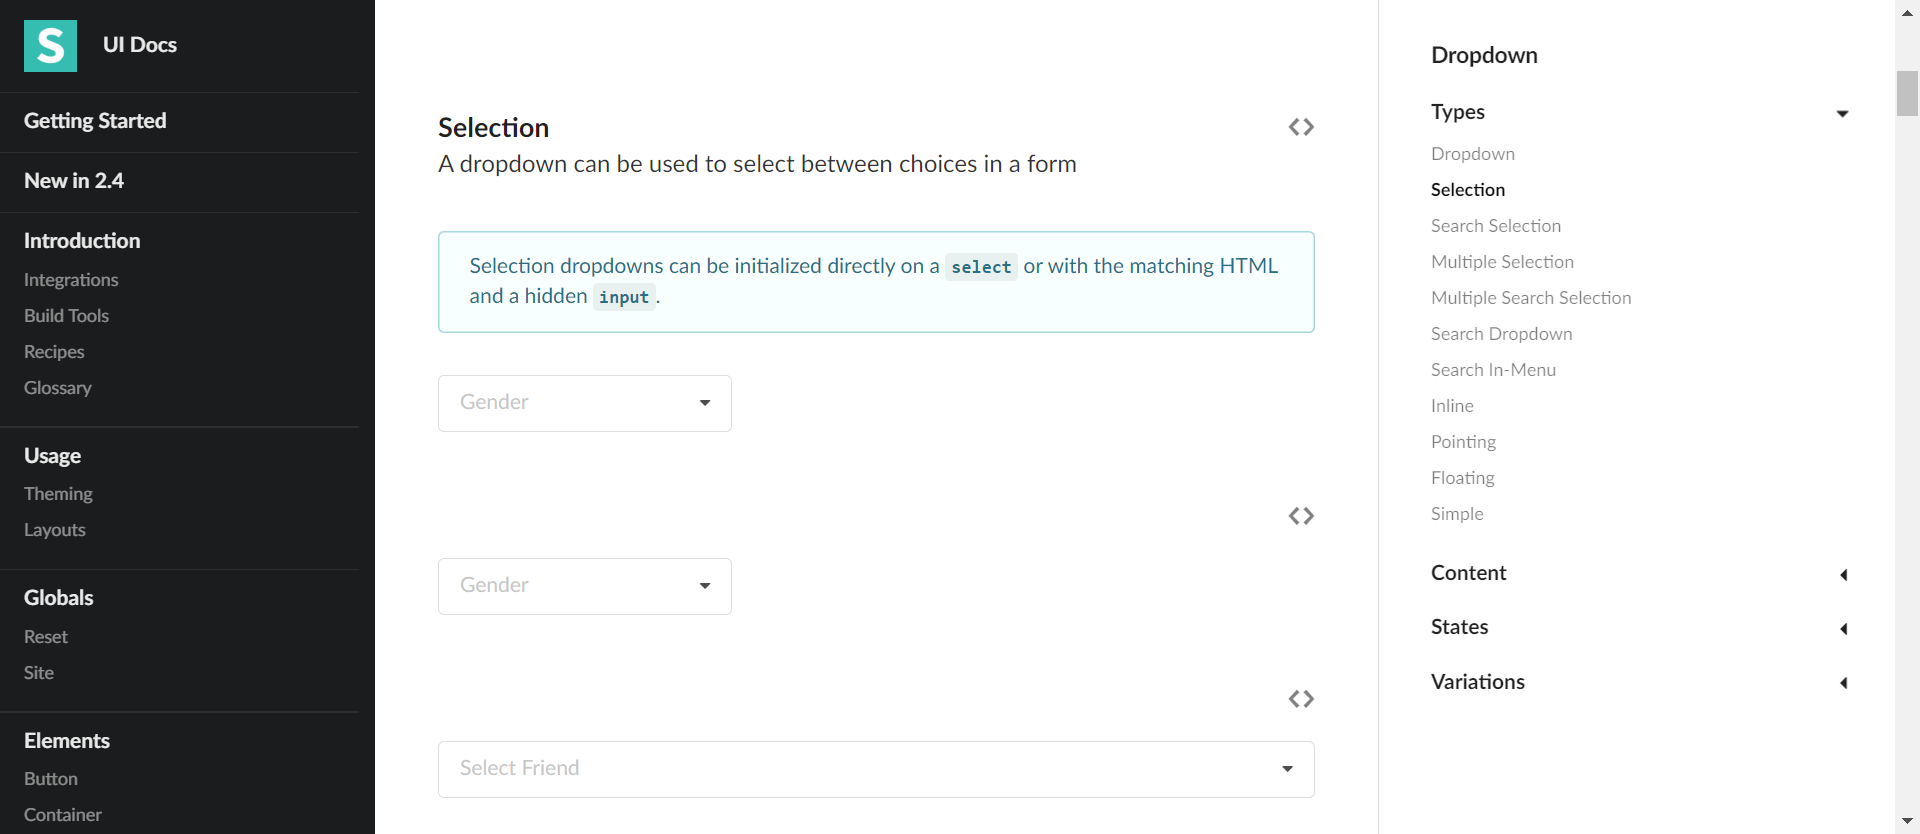 S
UI Docs
Getting Started
New in 2.4
Introduction
Integrations
Build Tools
Recipes
Glossary
Usage
Theming
Layouts
Globals
Reset
Site
Elements
Button
Container
Selection
A dropdown can be used to select between choices in a form
Selection dropdowns can be initialized directly on a select or with the matching HTML
and a hidden input.
Gender
Gender
Select Friend
Dropdown
Types
Dropdown
Selection
Search Selection
Multiple Selection
Multiple Search Selection
Search Dropdown
Search In-Menu
Inline
Pointing
Floating
Simple
Content
States
Variations